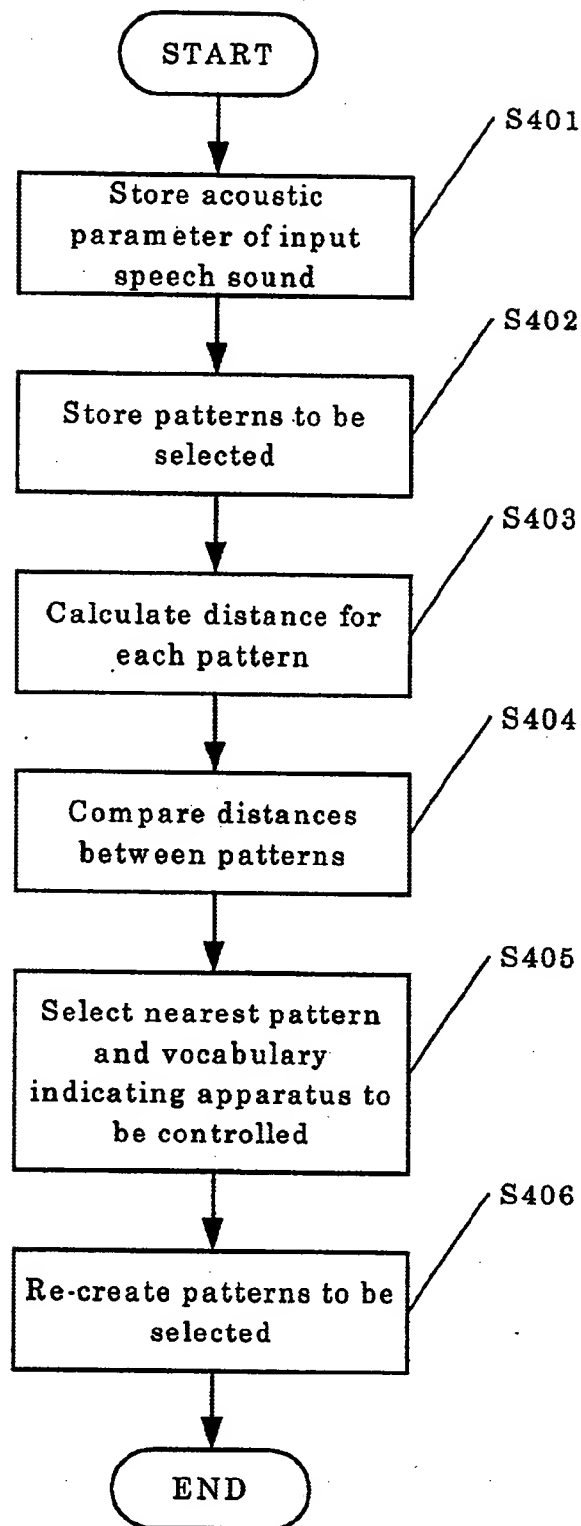 START
S401
Store acoustic
parameter of input
speech sound
S402
Store patterns to be
selected
S403
Calculate distance for
each pattern
S404
Compare distances
between patterns
S405
Select nearest pattern
and vocabulary
indicating apparatus to
be controlled
S406
Re-create patterns to be
selected
END